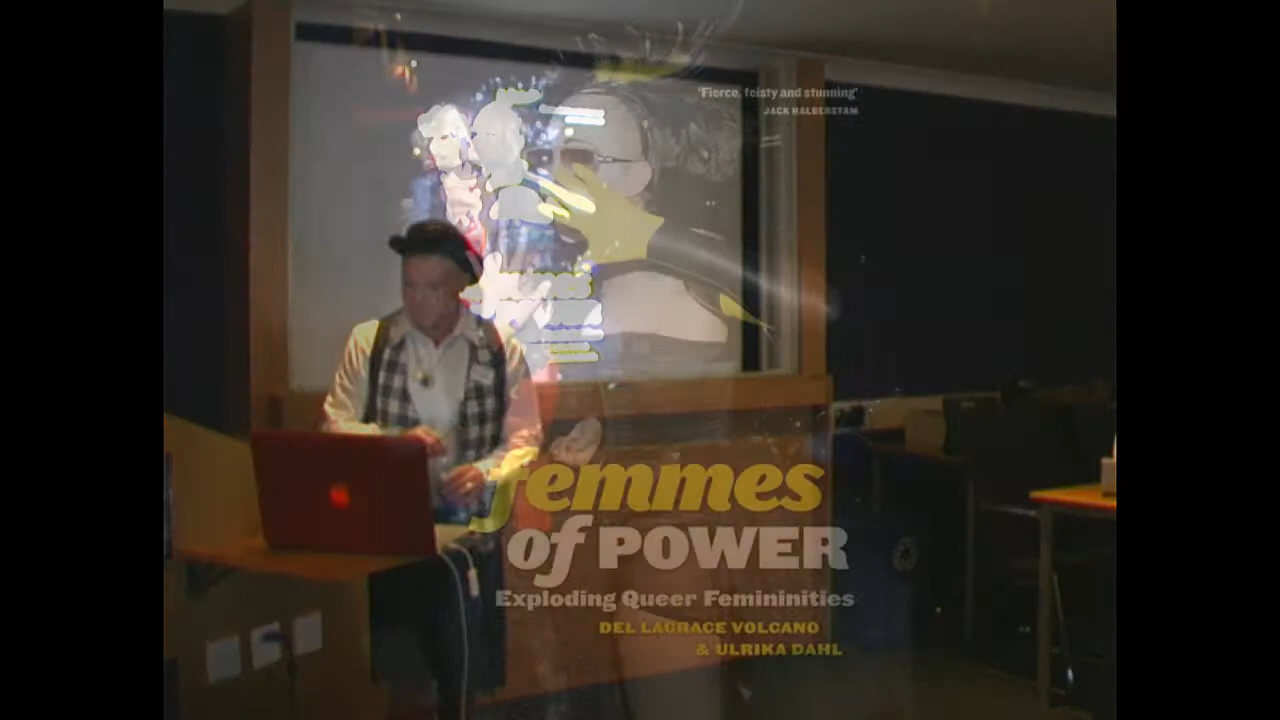 "Fierce, feisty and stunning"
JACK HALBERSTAM
femmes
of POWER
Exploding Queer Femininities
DEL LAGRACE VOLCANO
& ULRIKA DAHL